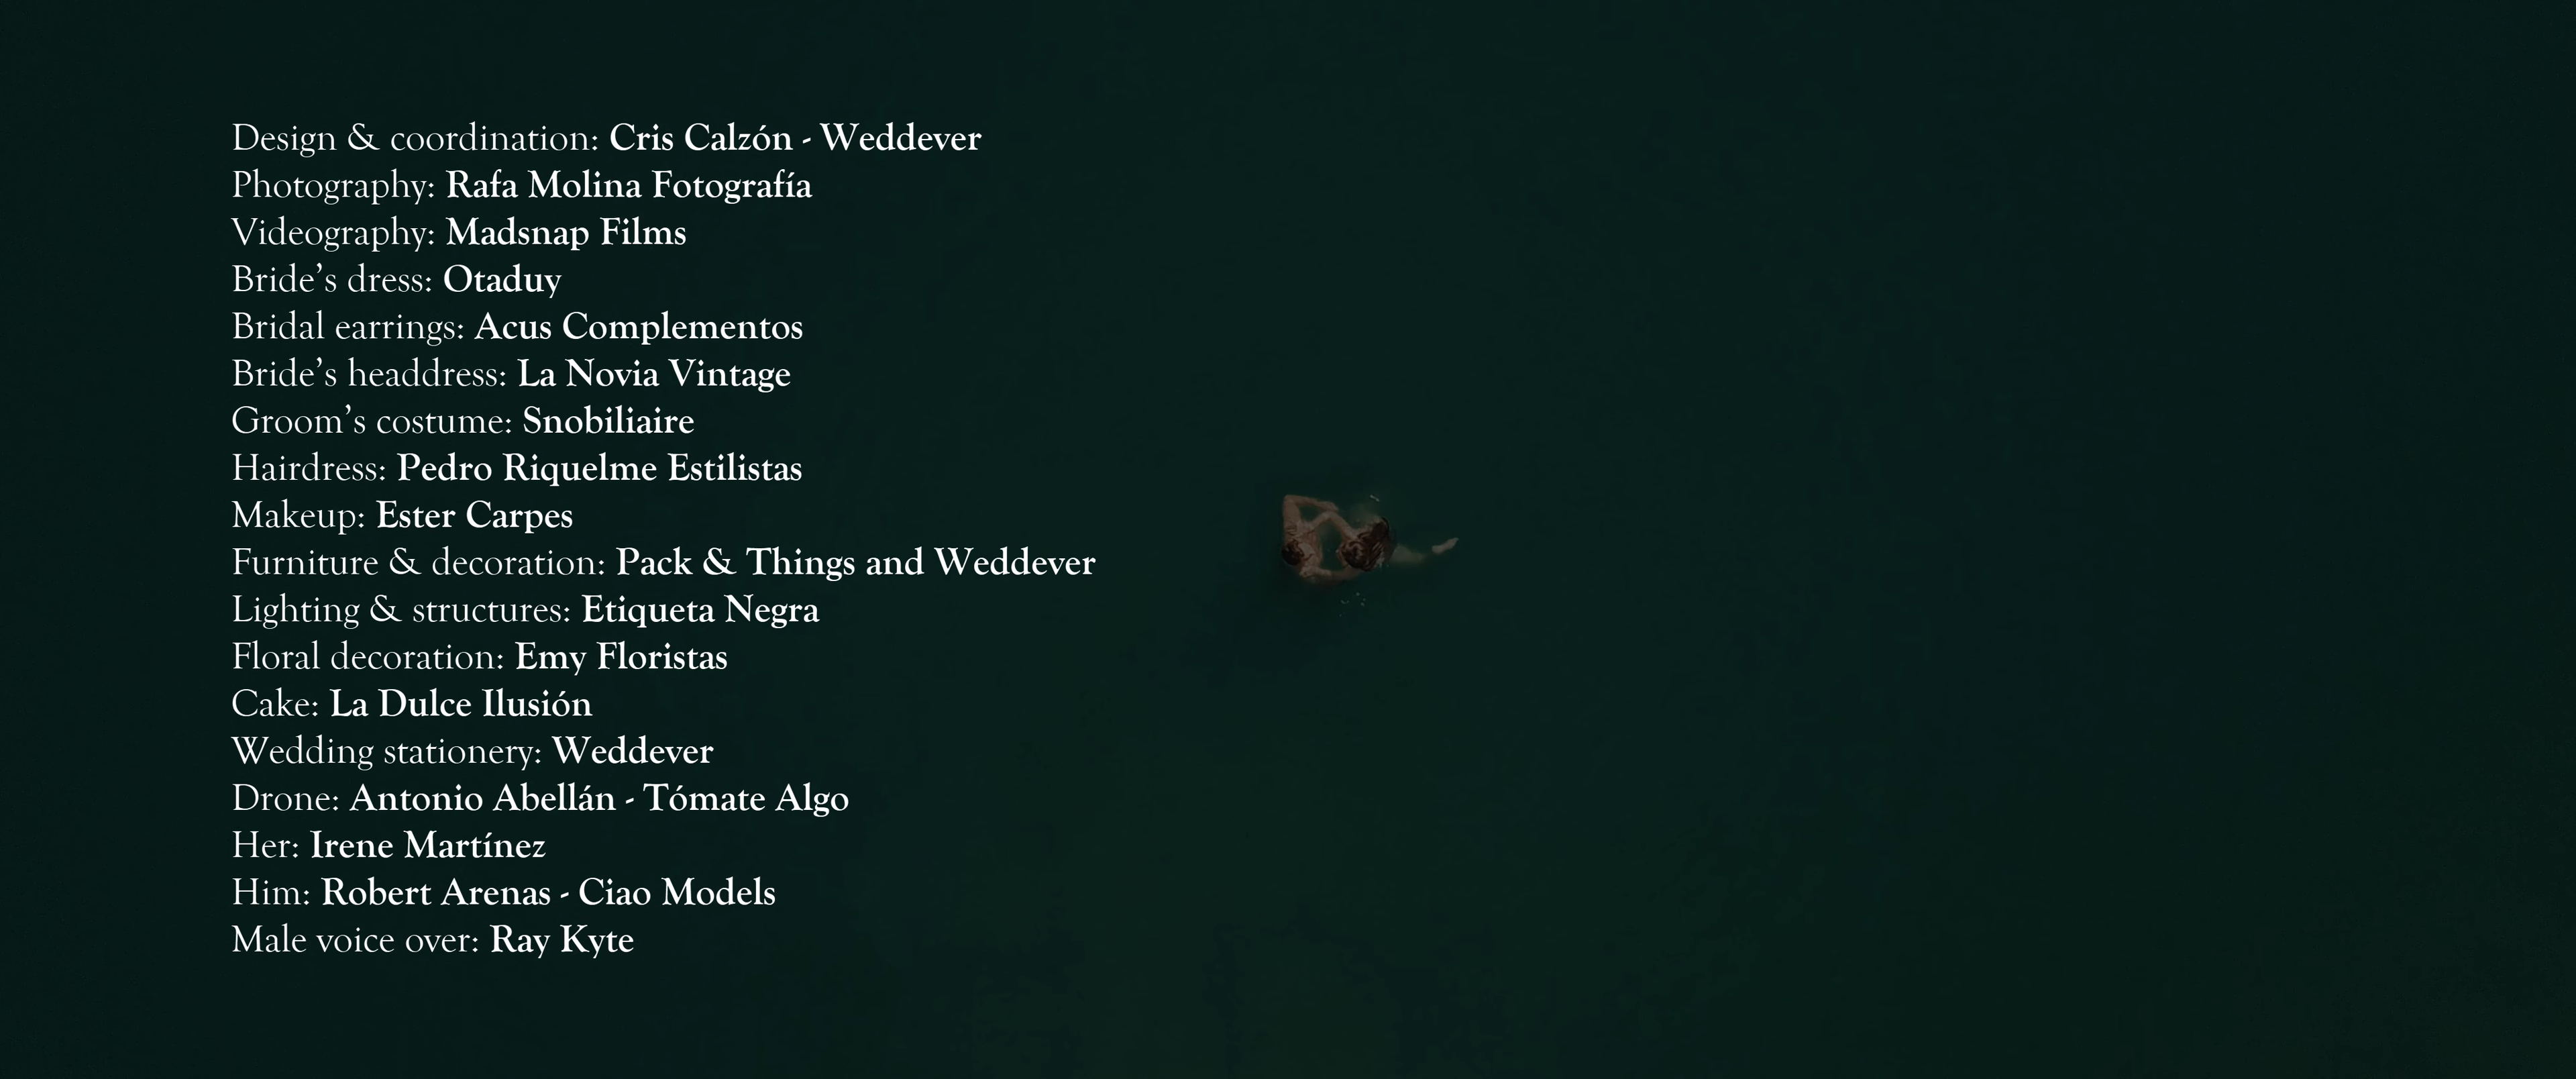 Design & coordination: Cris Calzón - Weddever
Photography: Rafa Molina Fotografía
Videography: Madsnap Films
Bride’s dress: Otaduy
Bridal earrings: Acus Complementos
Bride’s headdress: La Novia Vintage
Groom’s costume: Snobiliaire
Hairdress: Pedro Riquelme Estilistas
Makeup: Ester Carpes
Furniture & decoration: Pack & Things and Weddever
Lighting & structures: Etiqueta Negra
Floral decoration: Emy Floristas
Cake: La Dulce Ilusión
Wedding stationery: Weddever
Drone: Antonio Abellán - Tómate Algo
Her: Irene Martínez
Him: Robert Arenas - Ciao Models
Male voice over: Ray Kyte